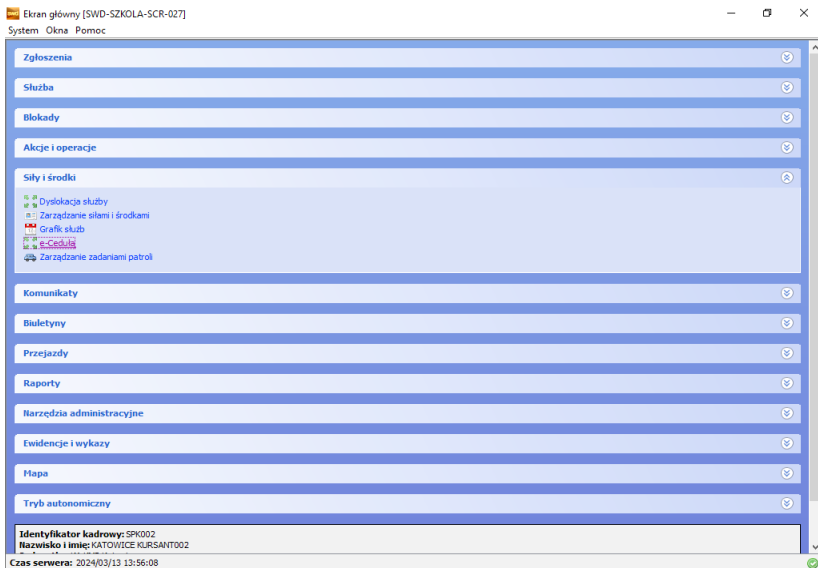 SWD Ekran główny [SWD-SZKOLA-SCR-027]
System Okna Pomoc
Zgłoszenia
Służba
Blokady
Akcje i operacje
Siły i środki
Dyslokacja służby
Zarządzanie siłami i środkami
Grafik służb
e-Ceduła
Zarządzanie zadaniami patroli
Komunikaty
Biuletyny
Przejazdy
Raporty
Narzędzia administracyjne
Ewidencje i wykazy
Mapa
Tryb autonomiczny
Identyfikator kadrowy: SPK002
Nazwisko i imię: KATOWICE KURSANT002
Czas serwera: 2024/03/13 13:56:08